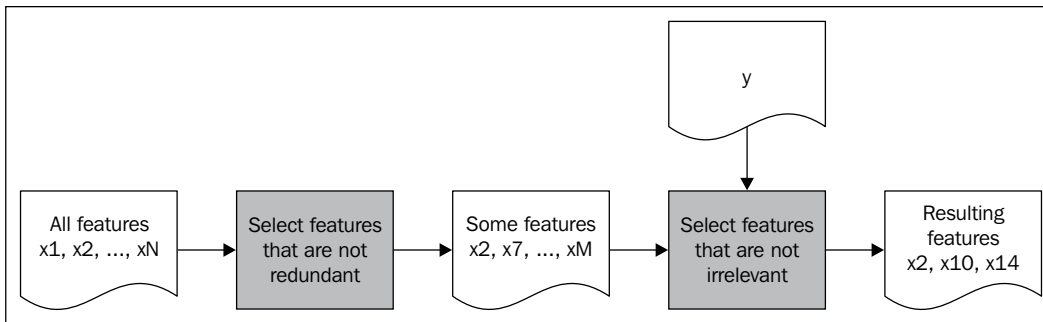 y
All features
x1, x2, ..., xN
Select features
that are not
redundant
Some features
x2, x7, ..., xM
Select features
that are not
irrelevant
Resulting
features
x2, x10, x14